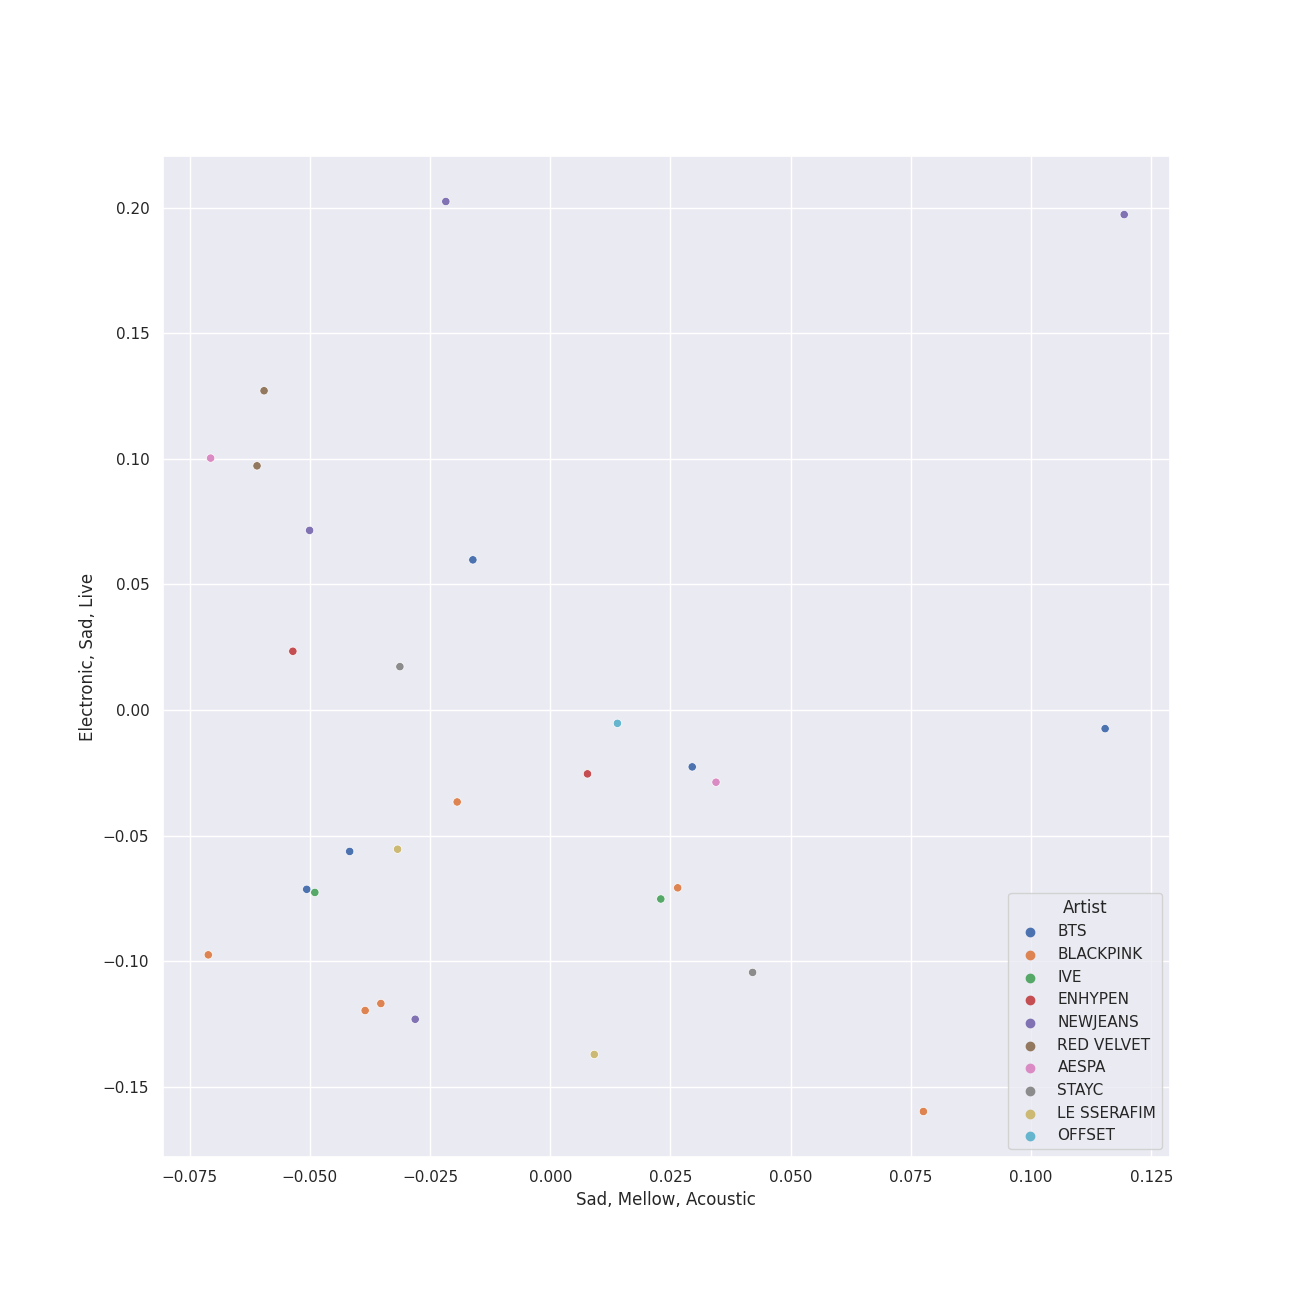 0.20
0.15
0.10
0.05
0.00
−0.05
−0.10
−0.15
Electronic, Sad, Live
Artist
BTS
BLACKPINK
IVE
ENHYPEN
NEWJEANS
RED VELVET
AESPA
STAYC
LE SSERAFIM
OFFSET
−0.075 −0.050 −0.025 0.000 0.025 0.050 0.075 0.100 0.125
Sad, Mellow, Acoustic